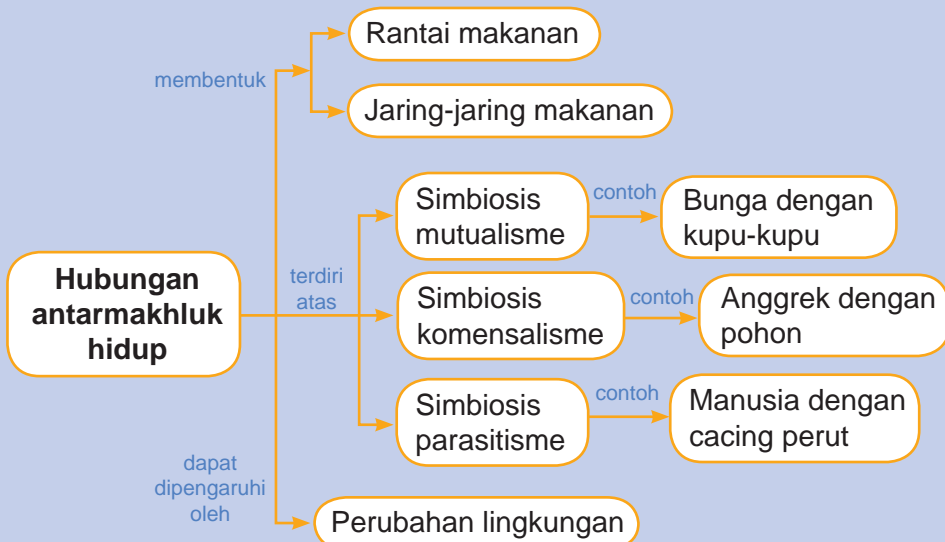 Hubungan
antarmakhluk
hidup
membentuk
Rantai makanan
Jaring-jaring makanan
terdiri
atas
Simbiosis
mutualisme
contoh
Bunga dengan
kupu-kupu
Simbiosis
komensalisme
contoh
Anggrek dengan
pohon
Simbiosis
parasitisme
contoh
Manusia dengan
cacing perut
dapat
dipengaruhi
oleh
Perubahan lingkungan